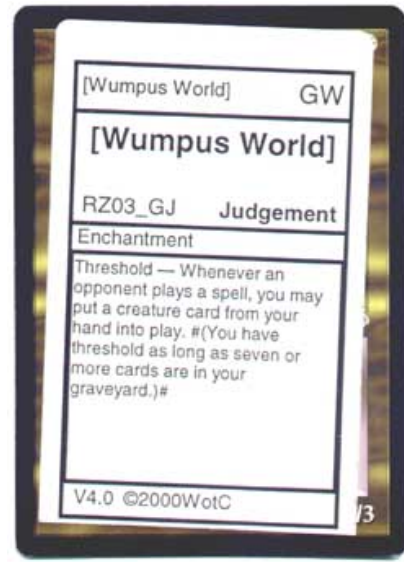 [Wumpus World] GW
[Wumpus World]
RZ03_GJ Judgement
Enchantment
Threshold — Whenever an
opponent plays a spell, you may
put a creature card from your
hand into play. #(You have
threshold as long as seven or
more cards are in your
graveyard.)#
V4.0 ©2000WotC
/3